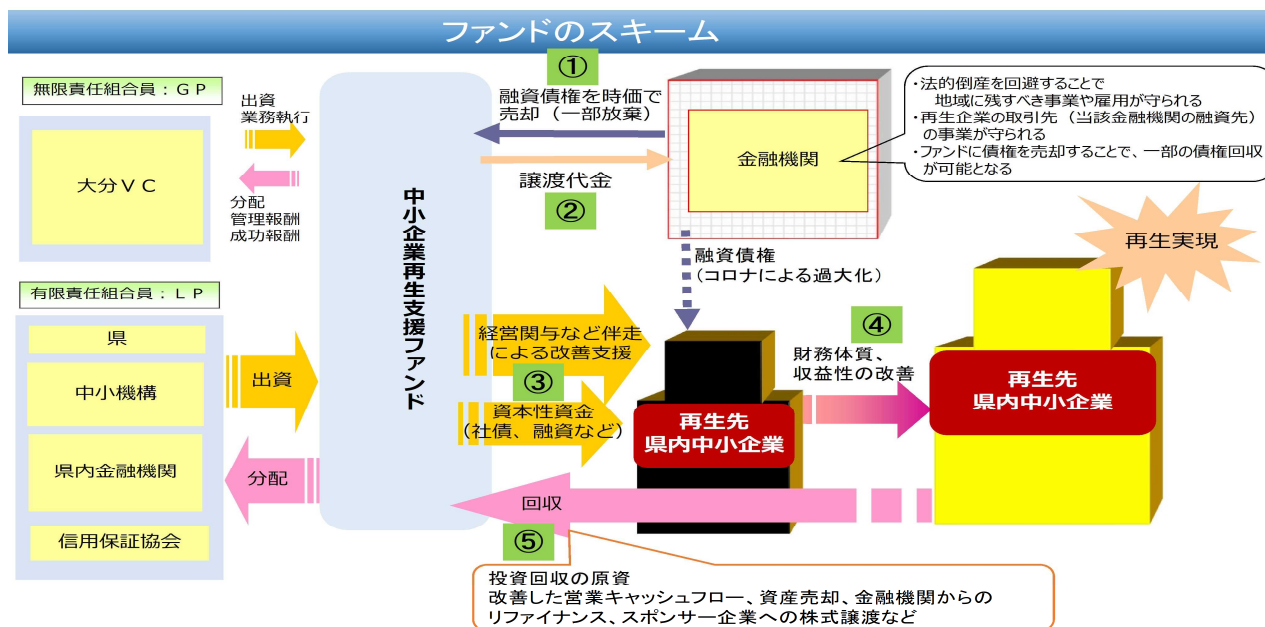 ファンドのスキーム
無限責任組合員：ＧＰ
大分ＶＣ
出資
業務執行
分配
管理報酬
成功報酬
有限責任組合員：ＬＰ
県
中小機構
県内金融機関
信用保証協会
出資
分配
中小企業再生支援ファンド
①
融資債権を時価で
売却（一部放棄）
譲渡代金
②
金融機関
・法的倒産を回避することで
地域に残すべき事業や雇用が守られる
・再生企業の取引先（当該金融機関の融資先）
の事業が守られる
・ファンドに債権を売却することで、一部の債権回収
が可能となる
融資債権
（コロナによる過大化）
経営関与など伴走
による改善支援
③
資本性資金
（社債、融資など）
再生先
県内中小企業
④
財務体質、
収益性の改善
再生実現
再生先
県内中小企業
回収
⑤
投資回収の原資
改善した営業キャッシュフロー、資産売却、金融機関からの
リファイナンス、スポンサー企業への株式譲渡など